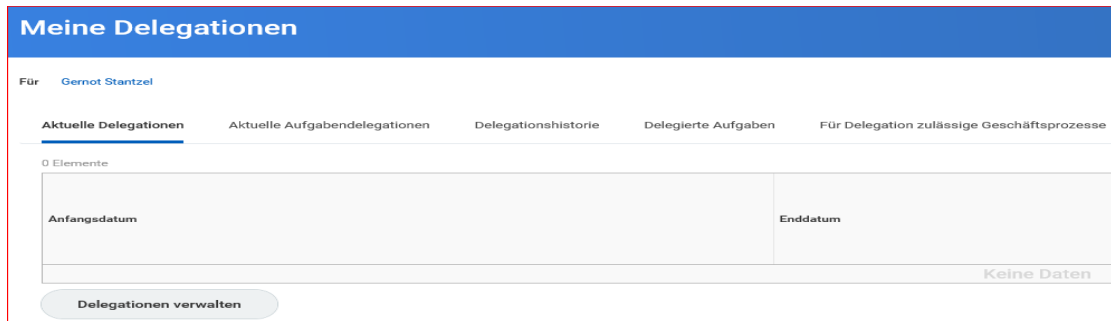 Meine Delegationen
Für Gernot Stantzel
Aktuelle Delegationen Aktuelle Aufgabendelegationen Delegationshistorie Delegierte Aufgaben Für Delegation zulässige Geschäftsprozesse
0 Elemente
Anfangsdatum Enddatum
Keine Daten
Delegationen verwalten